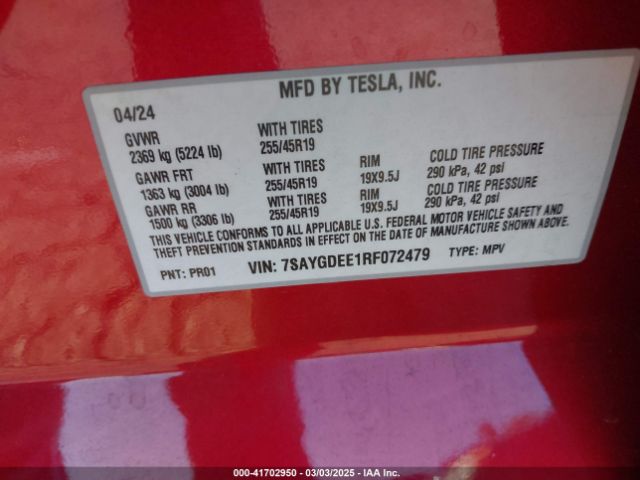 MFD BY TESLA, INC.
04/24
GVWR WITH TIRES
2369 kg (5224 lb) 255/45R19
GAWR FRT WITH TIRES RIM COLD TIRE PRESSURE
1363 kg (3004 lb) 255/45R19 19X9.5J 290 kPa, 42 psi
GAWR RR WITH TIRES RIM COLD TIRE PRESSURE
1500 kg (3306 lb) 255/45R19 19X9.5J 290 kPa, 42 psi
THIS VEHICLE CONFORMS TO ALL APPLICABLE U.S. FEDERAL MOTOR VEHICLE SAFETY AND
THEFT PREVENTION STANDARDS IN EFFECT ON THE DATE OF MANUFACTURE SHOWN ABOVE.
PNT: PR01 VIN: 7SAYGDEE1RF072479 TYPE: MPV
000-41702950 • 03/03/2025 • IAA Inc.